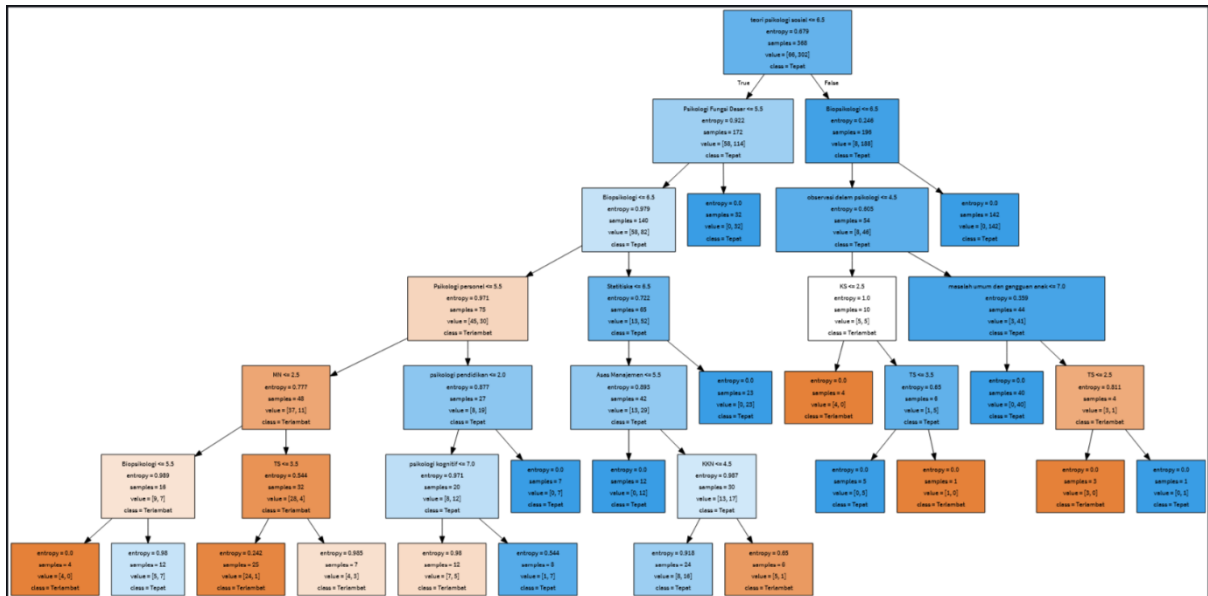 teori psikologi sosial <= 6.5
entropy = 0.679
samples = 368
value = [66, 302]
class = Tepat
True
False
Psikologi Fungsi Dasar <= 5.5
entropy = 0.922
samples = 172
value = [58, 114]
class = Tepat
Biopsikologi <= 6.5
entropy = 0.246
samples = 196
value = [8, 188]
class = Tepat
Biopsikologi <= 6.5
entropy = 0.979
samples = 140
value = [58, 82]
class = Tepat
entropy = 0.0
samples = 32
value = [0, 32]
class = Tepat
observasi dalam psikologi <= 4.5
entropy = 0.605
samples = 54
value = [8, 46]
class = Tepat
entropy = 0.0
samples = 142
value = [0, 142]
class = Tepat
Psikologi personal <= 5.5
entropy = 0.971
samples = 75
value = [45, 30]
class = Terlambat
Statitiska <= 6.5
entropy = 0.722
samples = 65
value = [13, 52]
class = Tepat
KS <= 2.5
entropy = 1.0
samples = 10
value = [5, 5]
class = Terlambat
masalah umum dan gangguan anak <= 7.0
entropy = 0.359
samples = 44
value = [3, 41]
class = Tepat
MN <= 2.5
entropy = 0.777
samples = 48
value = [37, 11]
class = Terlambat
psikologi pendidikan <= 2.0
entropy = 0.877
samples = 27
value = [8, 19]
class = Tepat
Asas Manajemen <= 5.5
entropy = 0.893
samples = 42
value = [13, 29]
class = Tepat
entropy = 0.0
samples = 23
value = [0, 23]
class = Tepat
entropy = 0.0
samples = 4
value = [4, 0]
class = Terlambat
TS <= 3.5
entropy = 0.65
samples = 6
value = [1, 5]
class = Tepat
entropy = 0.0
samples = 40
value = [0, 40]
class = Tepat
TS <= 2.5
entropy = 0.811
samples = 4
value = [3, 1]
class = Terlambat
Biopsikologi <= 5.5
entropy = 0.989
samples = 16
value = [9, 7]
class = Terlambat
TS <= 3.5
entropy = 0.544
samples = 32
value = [28, 4]
class = Terlambat
psikologi kognitif <= 7.0
entropy = 0.971
samples = 20
value = [8, 12]
class = Tepat
entropy = 0.0
samples = 7
value = [0, 7]
class = Tepat
entropy = 0.0
samples = 12
value = [0, 12]
class = Tepat
KKN <= 4.5
entropy = 0.987
samples = 30
value = [13, 17]
class = Tepat
entropy = 0.0
samples = 5
value = [0, 5]
class = Tepat
entropy = 0.0
samples = 1
value = [1, 0]
class = Terlambat
entropy = 0.0
samples = 3
value = [3, 0]
class = Terlambat
entropy = 0.0
samples = 1
value = [0, 1]
class = Tepat
entropy = 0.0
samples = 4
value = [4, 0]
class = Terlambat
entropy = 0.98
samples = 12
value = [5, 7]
class = Tepat
entropy = 0.242
samples = 25
value = [24, 1]
class = Terlambat
entropy = 0.985
samples = 7
value = [4, 3]
class = Terlambat
entropy = 0.98
samples = 12
value = [7, 5]
class = Terlambat
entropy = 0.544
samples = 8
value = [1, 7]
class = Tepat
entropy = 0.918
samples = 24
value = [8, 16]
class = Tepat
entropy = 0.65
samples = 6
value = [5, 1]
class = Terlambat